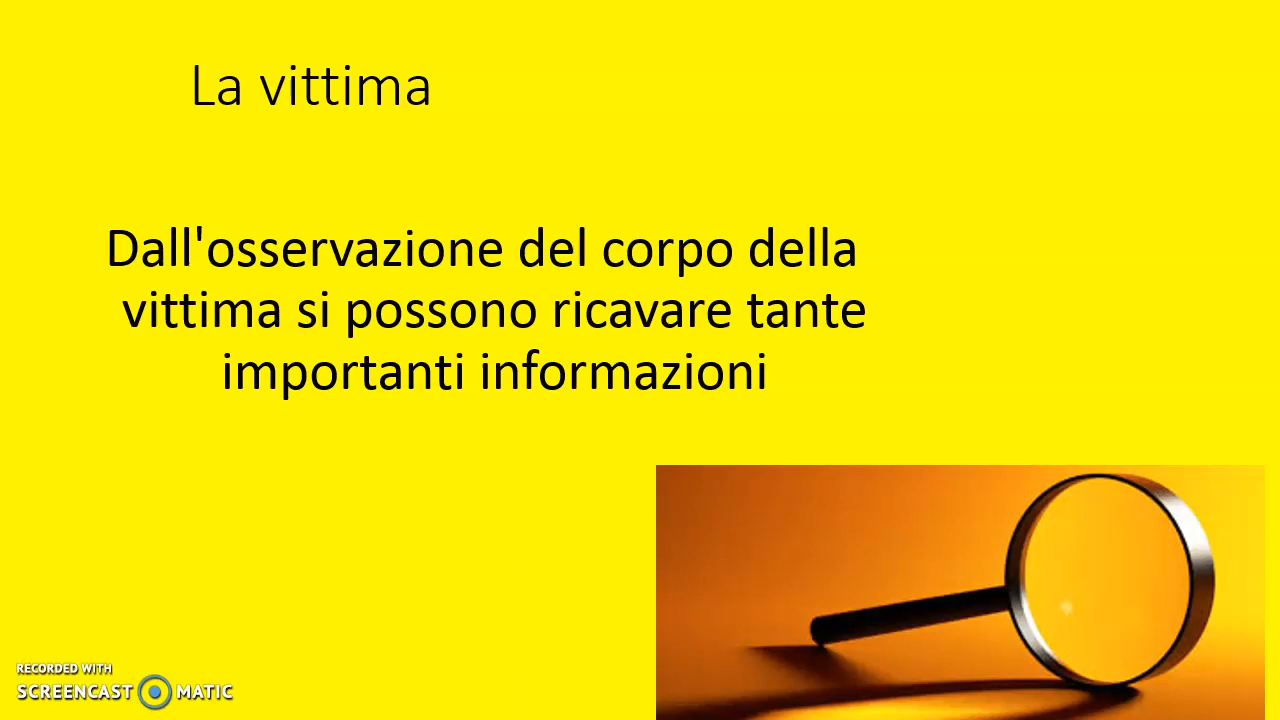 La vittima
Dall'osservazione del corpo della
vittima si possono ricavare tante
importanti informazioni
RECORDED WITH
SCREENCAST MATIC